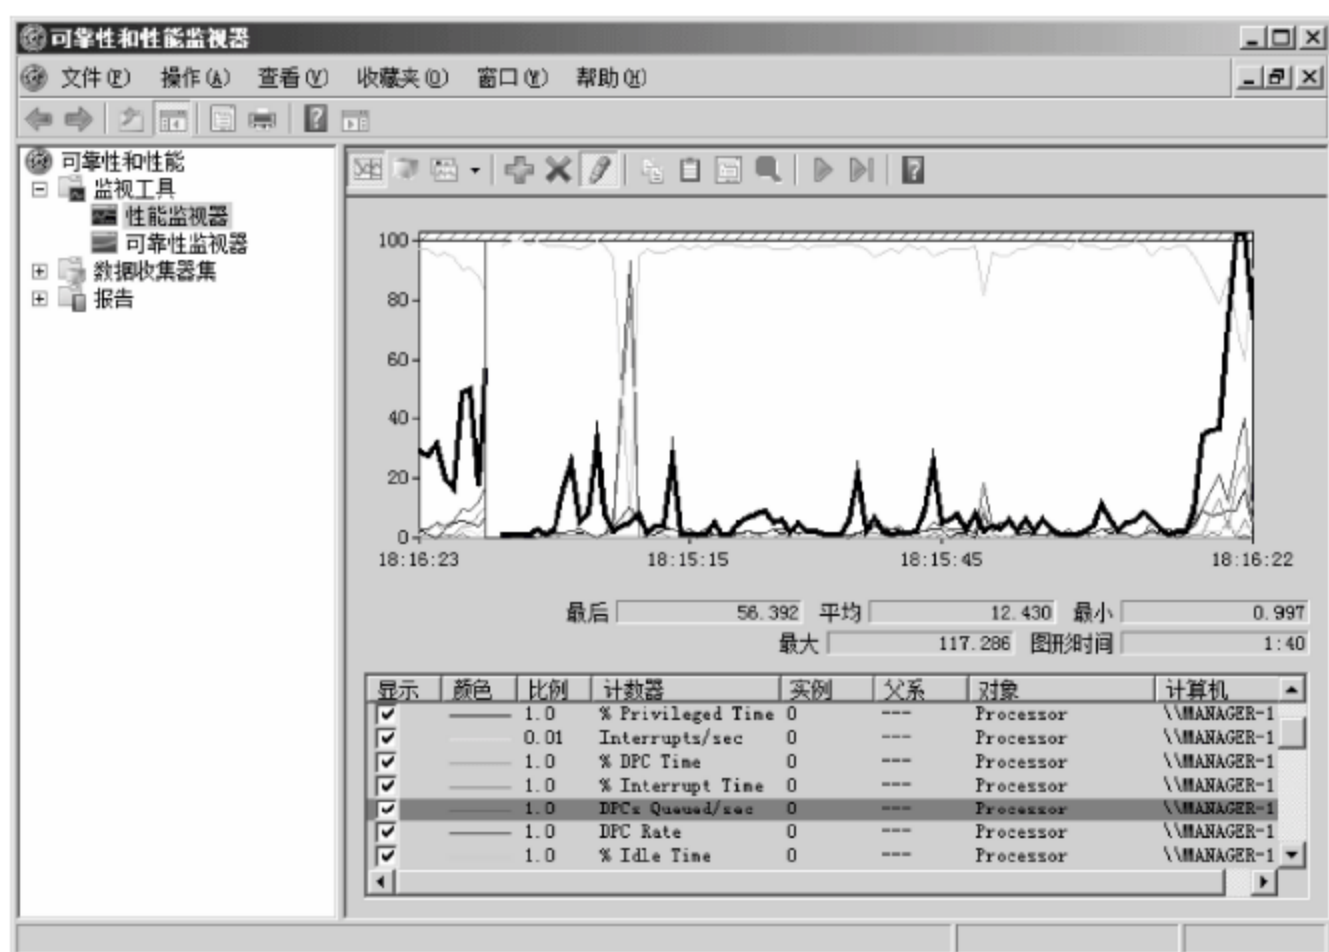 可靠性和性能监视器
文件(F) 操作(A) 查看(V) 收藏夹(O) 窗口(W) 帮助(H)
可靠性和性能
监视工具
性能监视器
可靠性监视器
数据收集器集
报告
100
80
60
40
20
0
18:16:23 18:15:15 18:15:45 18:16:22
最后 56.392 平均 12.430 最小 0.997
最大 117.286 图形时间 1:40
显示 颜色 比例 计数器 实例 父系 对象 计算机
1.0 % Privileged Time 0 --- Processor \\MANAGER-1
0.01 Interrupts/sec 0 --- Processor \\MANAGER-1
1.0 % DPC Time 0 --- Processor \\MANAGER-1
1.0 % Interrupt Time 0 --- Processor \\MANAGER-1
1.0 DPCs Queued/sec 0 --- Processor \\MANAGER-1
1.0 DPC Rate 0 --- Processor \\MANAGER-1
1.0 % Idle Time 0 --- Processor \\MANAGER-1